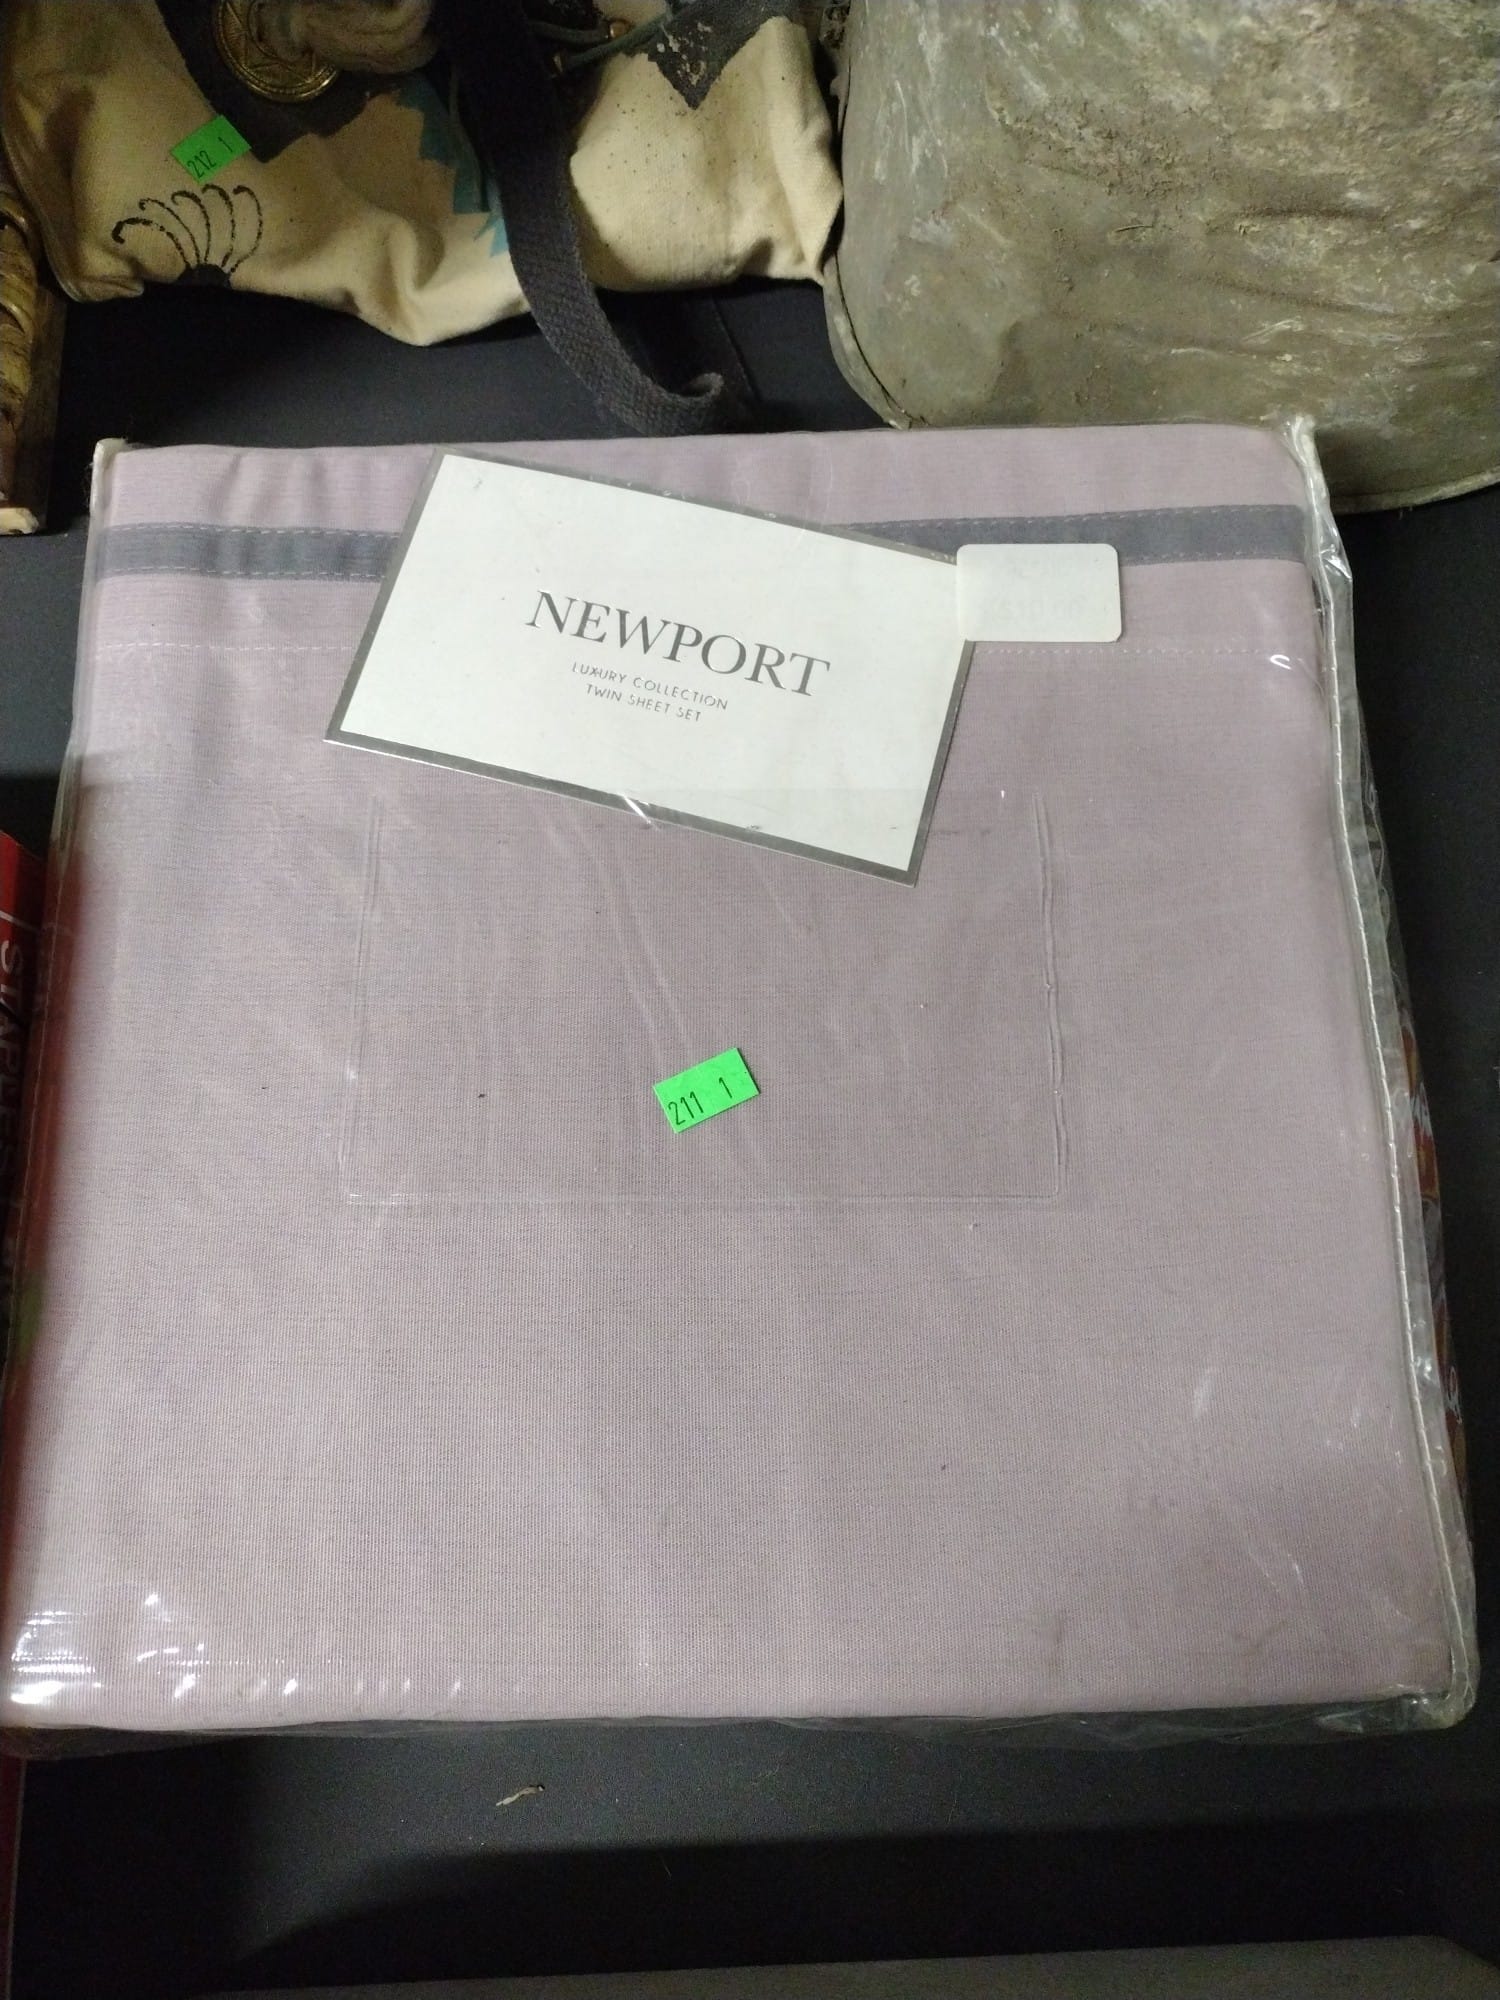 212 1
NEWPORT
LUXURY COLLECTION
TWIN SHEET SET
211 1